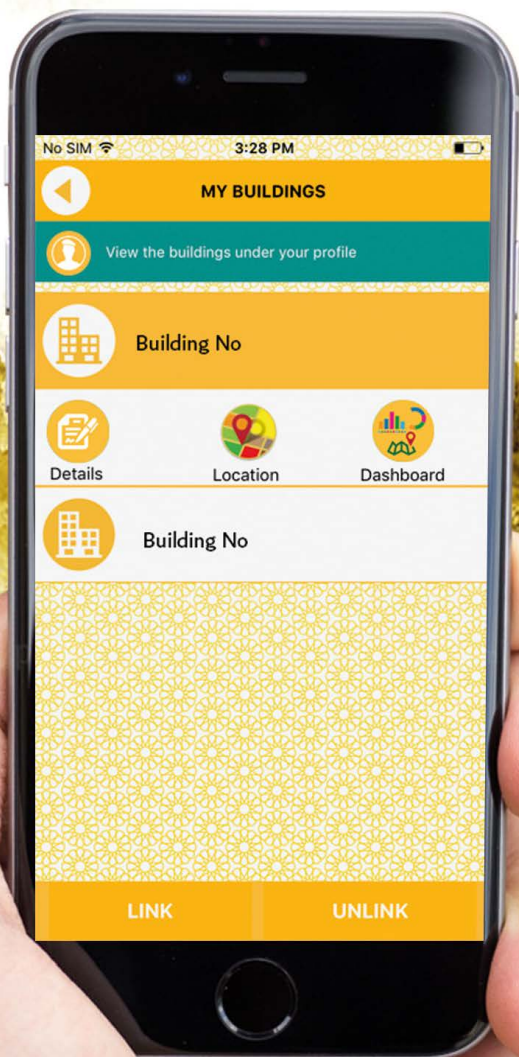 No SIM 3:28 PM
MY BUILDINGS
View the buildings under your profile
Building No
Details Location Dashboard
Building No
LINK UNLINK